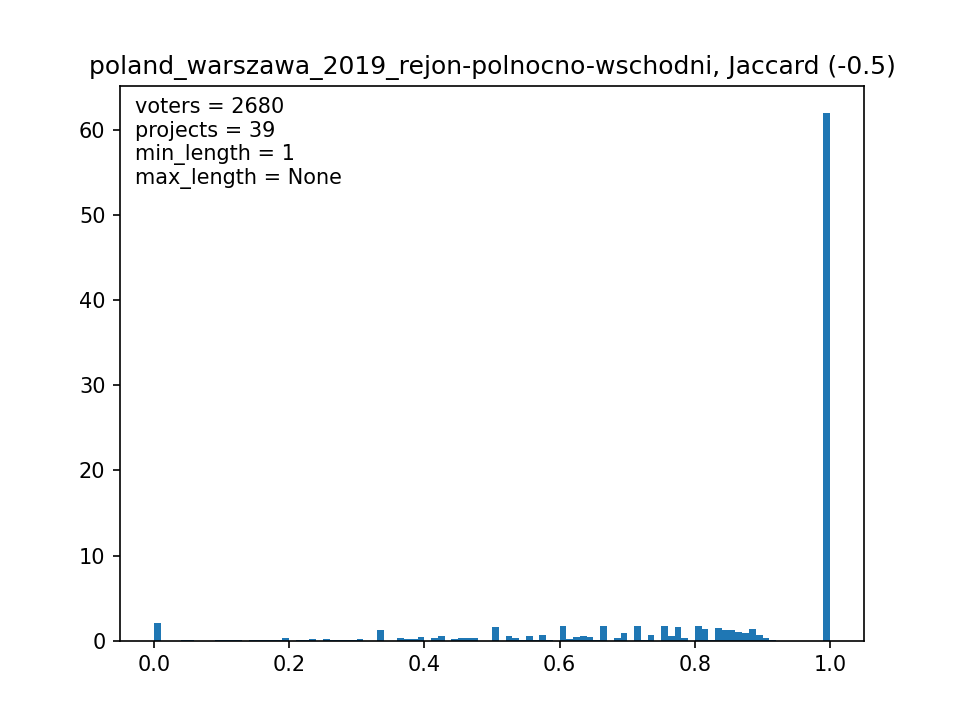 poland_warszawa_2019_rejon-polnocno-wschodni, Jaccard (-0.5)
voters = 2680
projects = 39
min_length = 1
max_length = None
60
50
40
30
20
10
0
0.0 0.2 0.4 0.6 0.8 1.0